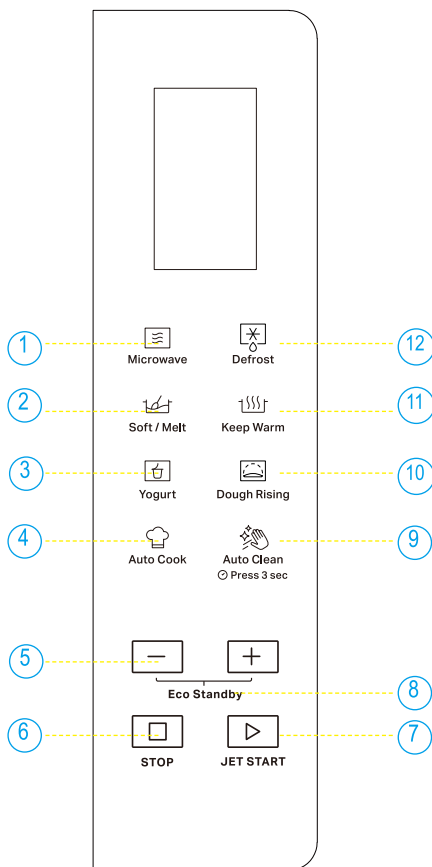 1
Microwave
Defrost
12
2
Soft / Melt
Keep Warm
11
3
Yogurt
Dough Rising
10
4
Auto Cook
Auto Clean
Press 3 sec
9
5
Eco Standby
8
6
STOP
JET START
7